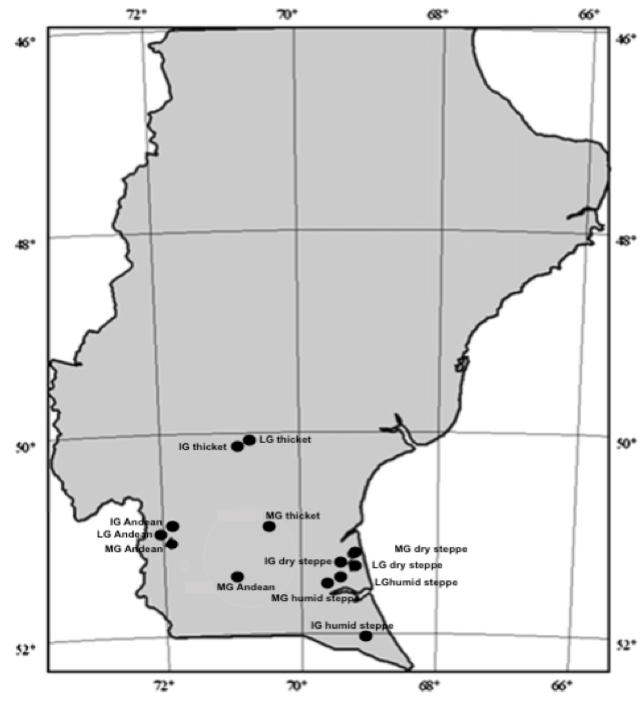 72° 70° 68° 66°
46° 46°
48° 48°
50° 50°
LG thicket
IG thicket
MG thicket
IG Andean
LG Andean
MG Andean
MG dry steppe
IG dry steppe
LG dry steppe
MG Andean
LGhumid steppe
MG humid steppe
IG humid steppe
52° 52°
72° 70° 68° 66°